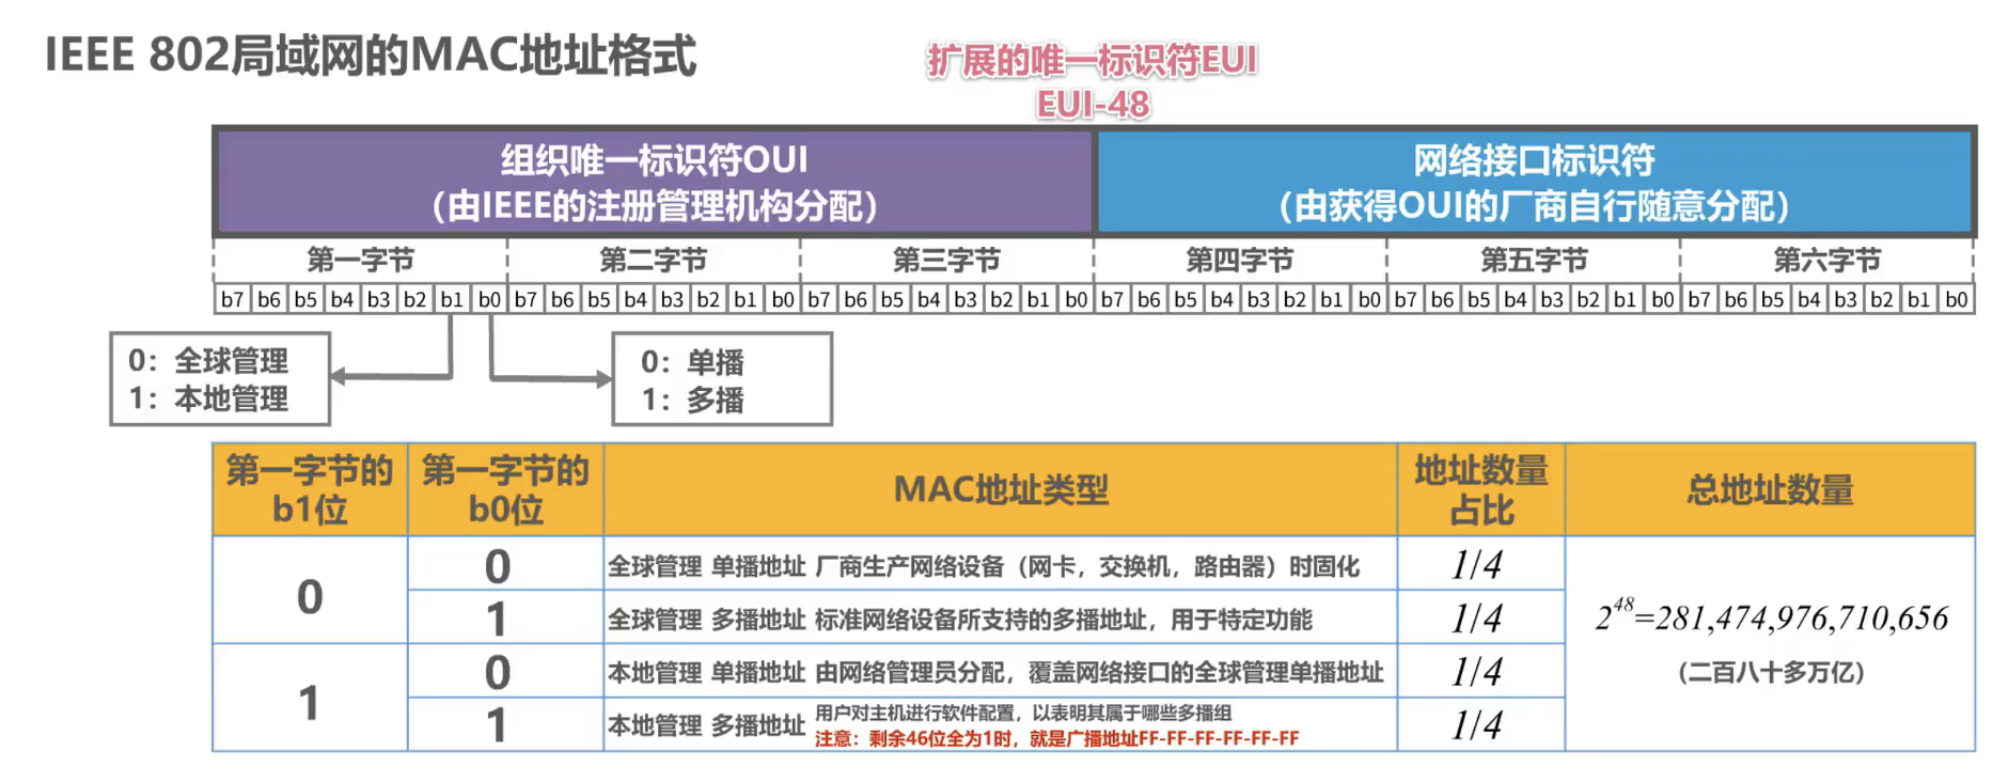 IEEE 802局域网的MAC地址格式
扩展的唯一标识符EUI
EUI-48
组织唯一标识符OUI
（由IEEE的注册管理机构分配）
网络接口标识符
（由获得OUI的厂商自行随意分配）
第一字节 第二字节 第三字节 第四字节 第五字节 第六字节
b7 b6 b5 b4 b3 b2 b1 b0 b7 b6 b5 b4 b3 b2 b1 b0 b7 b6 b5 b4 b3 b2 b1 b0 b7 b6 b5 b4 b3 b2 b1 b0 b7 b6 b5 b4 b3 b2 b1 b0 b7 b6 b5 b4 b3 b2 b1 b0
0：全球管理
1：本地管理
0：单播
1：多播
第一字节的
b1位
第一字节的
b0位
MAC地址类型
地址数量
占比
总地址数量
0
0
全球管理 单播地址 厂商生产网络设备（网卡，交换机，路由器）时固化
1/4
1
全球管理 多播地址 标准网络设备所支持的多播地址，用于特定功能
1/4
1
0
本地管理 单播地址 由网络管理员分配，覆盖网络接口的全球管理单播地址
1/4
1
本地管理 多播地址
用户对主机进行软件配置，以表明其属于哪些多播组
注意：剩余46位全为1时，就是广播地址FF-FF-FF-FF-FF-FF
1/4
2^48=281,474,976,710,656
（二百八十多万亿）